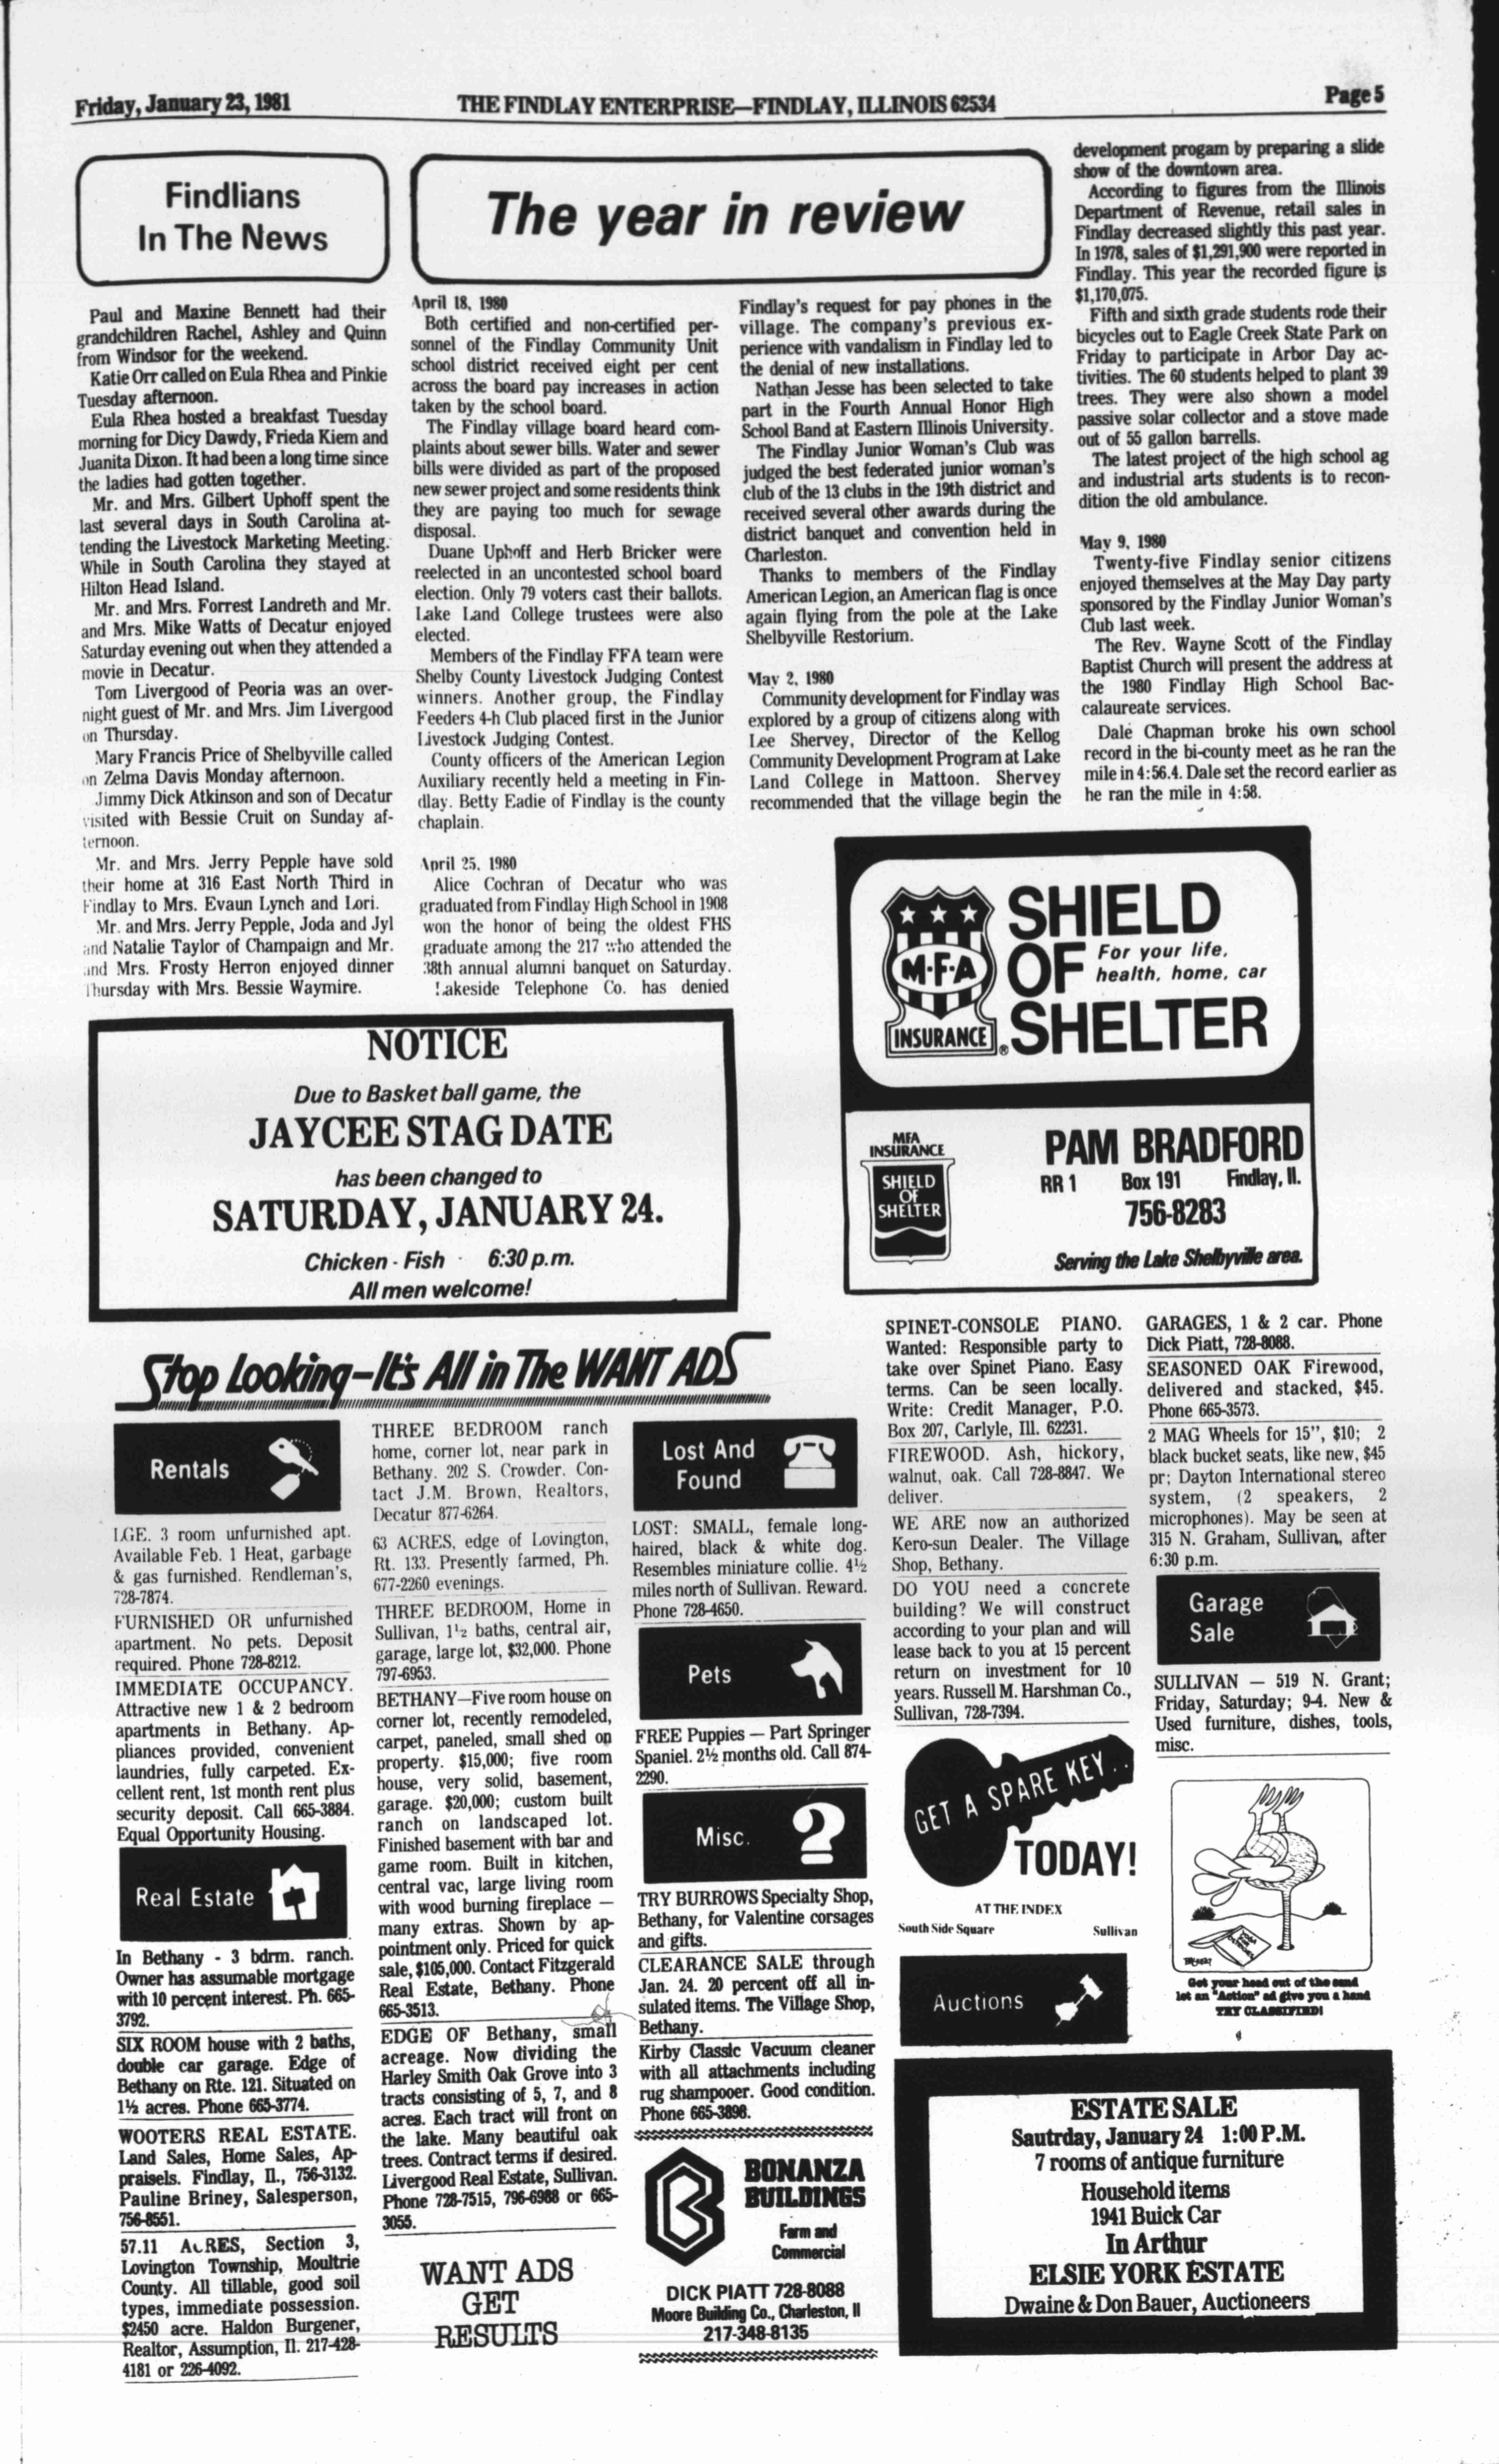 Friday, January 23, 1981
THE FINDLAY ENTERPRISE—FINDLAY, ILLINOIS 62534
Page 5
Findlians
In The News
Paul and Maxine Bennett had their
grandchildren Rachel, Ashley and Quinn
from Windsor for the weekend.
Katie Orr called on Eula Rhea and Pinkie
Tuesday afternoon.
Eula Rhea hosted a breakfast Tuesday
morning for Dicy Dawdy, Frieda Kiem and
Juanita Dixon. It had been a long time since
the ladies had gotten together.
Mr. and Mrs. Gilbert Uphoff spent the
last several days in South Carolina at-
tending the Livestock Marketing Meeting.
While in South Carolina they stayed at
Hilton Head Island.
Mr. and Mrs. Forrest Landreth and Mr.
and Mrs. Mike Watts of Decatur enjoyed
Saturday evening out when they attended a
movie in Decatur.
Tom Livergood of Peoria was an over-
night guest of Mr. and Mrs. Jim Livergood
on Thursday.
Mary Francis Price of Shelbyville called
on Zelma Davis Monday afternoon.
Jimmy Dick Atkinson and son of Decatur
visited with Bessie Cruit on Sunday af-
ternoon.
Mr. and Mrs. Jerry Pepple have sold
their home at 316 East North Third in
Findlay to Mrs. Evaun Lynch and Lori.
Mr. and Mrs. Jerry Pepple, Joda and Jyl
and Natalie Taylor of Champaign and Mr.
and Mrs. Frosty Herron enjoyed dinner
Thursday with Mrs. Bessie Waymire.
The year in review
April 18, 1980
Both certified and non-certified per-
sonnel of the Findlay Community Unit
school district received eight per cent
across the board pay increases in action
taken by the school board.
The Findlay village board heard com-
plaints about sewer bills. Water and sewer
bills were divided as part of the proposed
new sewer project and some residents think
they are paying too much for sewage
disposal.
Duane Uphoff and Herb Bricker were
reelected in an uncontested school board
election. Only 79 voters cast their ballots.
Lake Land College trustees were also
elected.
Members of the Findlay FFA team were
Shelby County Livestock Judging Contest
winners. Another group, the Findlay
Feeders 4-h Club placed first in the Junior
Livestock Judging Contest.
County officers of the American Legion
Auxiliary recently held a meeting in Fin-
dlay. Betty Eadie of Findlay is the county
chaplain.
April 25, 1980
Alice Cochran of Decatur who was
graduated from Findlay High School in 1908
won the honor of being the oldest FHS
graduate among the 217 who attended the
38th annual alumni banquet on Saturday.
Lakeside Telephone Co. has denied
Findlay's request for pay phones in the
village. The company's previous ex-
perience with vandalism in Findlay led to
the denial of new installations.
Nathan Jesse has been selected to take
part in the Fourth Annual Honor High
School Band at Eastern Illinois University.
The Findlay Junior Woman's Club was
judged the best federated junior woman's
club of the 13 clubs in the 19th district and
received several other awards during the
district banquet and convention held in
Charleston.
Thanks to members of the Findlay
American Legion, an American flag is once
again flying from the pole at the Lake
Shelbyville Restorium.
May 2, 1980
Community development for Findlay was
explored by a group of citizens along with
Lee Shervey, Director of the Kellog
Community Development Program at Lake
Land College in Mattoon. Shervey
recommended that the village begin the
development progam by preparing a slide
show of the downtown area.
According to figures from the Illinois
Department of Revenue, retail sales in
Findlay decreased slightly this past year.
In 1978, sales of $1,291,900 were reported in
Findlay. This year the recorded figure is
$1,170,075.
Fifth and sixth grade students rode their
bicycles out to Eagle Creek State Park on
Friday to participate in Arbor Day ac-
tivities. The 60 students helped to plant 39
trees. They were also shown a model
passive solar collector and a stove made
out of 55 gallon barrells.
The latest project of the high school ag
and industrial arts students is to recon-
dition the old ambulance.
May 9, 1980
Twenty-five Findlay senior citizens
enjoyed themselves at the May Day party
sponsored by the Findlay Junior Woman's
Club last week.
The Rev. Wayne Scott of the Findlay
Baptist Church will present the address at
the 1980 Findlay High School Bac-
calaureate services.
Dale Chapman broke his own school
record in the bi-county meet as he ran the
mile in 4:56.4. Dale set the record earlier as
he ran the mile in 4:58.
NOTICE
Due to Basket ball game, the
JAYCEE STAG DATE
has been changed to
SATURDAY, JANUARY 24.
Chicken - Fish - 6:30 p.m.
All men welcome!
M·F·A
INSURANCE
®
SHIELD
OF
For your life,
health, home, car
SHELTER
MFA
INSURANCE
SHIELD
OF
SHELTER
PAM BRADFORD
RR 1 Box 191 Findlay, Il.
756-8283
Serving the Lake Shelbyville area.
Stop Looking—It's All in The WANT ADS
Rentals
LGE. 3 room unfurnished apt.
Available Feb. 1 Heat, garbage
& gas furnished. Rendleman's,
728-7874.
FURNISHED OR unfurnished
apartment. No pets. Deposit
required. Phone 728-8212.
IMMEDIATE OCCUPANCY.
Attractive new 1 & 2 bedroom
apartments in Bethany. Ap-
pliances provided, convenient
laundries, fully carpeted. Ex-
cellent rent, 1st month rent plus
security deposit. Call 665-3884.
Equal Opportunity Housing.
Real Estate
In Bethany - 3 bdrm. ranch.
Owner has assumable mortgage
with 10 percent interest. Ph. 665-
3792.
SIX ROOM house with 2 baths,
double car garage. Edge of
Bethany on Rte. 121. Situated on
1½ acres. Phone 665-3774.
WOOTERS REAL ESTATE.
Land Sales, Home Sales, Ap-
praisels. Findlay, Il., 756-3132.
Pauline Briney, Salesperson,
756-8551.
57.11 ACRES, Section 3,
Lovington Township, Moultrie
County. All tillable, good soil
types, immediate possession.
$2450 acre. Haldon Burgener,
Realtor, Assumption, Il. 217-428-
4181 or 226-4092.
THREE BEDROOM ranch
home, corner lot, near park in
Bethany. 202 S. Crowder. Con-
tact J.M. Brown, Realtors,
Decatur 877-6264.
63 ACRES, edge of Lovington,
Rt. 133. Presently farmed, Ph.
677-2260 evenings.
THREE BEDROOM, Home in
Sullivan, 1½ baths, central air,
garage, large lot, $32,000. Phone
797-6953.
BETHANY—Five room house on
corner lot, recently remodeled,
carpet, paneled, small shed on
property. $15,000; five room
house, very solid, basement,
garage. $20,000; custom built
ranch on landscaped lot.
Finished basement with bar and
game room. Built in kitchen,
central vac, large living room
with wood burning fireplace —
many extras. Shown by ap-
pointment only. Priced for quick
sale, $105,000. Contact Fitzgerald
Real Estate, Bethany. Phone
665-3513.
EDGE OF Bethany, small
acreage. Now dividing the
Harley Smith Oak Grove into 3
tracts consisting of 5, 7, and 8
acres. Each tract will front on
the lake. Many beautiful oak
trees. Contract terms if desired.
Livergood Real Estate, Sullivan.
Phone 728-7515, 796-6988 or 665-
3055.
WANT ADS
GET
RESULTS
Lost And
Found
LOST: SMALL, female long-
haired, black & white dog.
Resembles miniature collie. 4½
miles north of Sullivan. Reward.
Phone 728-4650.
Pets
FREE Puppies — Part Springer
Spaniel. 2½ months old. Call 874-
2290.
Misc.
TRY BURROWS Specialty Shop,
Bethany, for Valentine corsages
and gifts.
CLEARANCE SALE through
Jan. 24. 20 percent off all in-
sulated items. The Village Shop,
Bethany.
Kirby Classic Vacuum cleaner
with all attachments including
rug shampooer. Good condition.
Phone 665-3898.
BONANZA
BUILDINGS
Farm and
Commercial
DICK PIATT 728-8088
Moore Building Co., Charleston, Il
217-348-8135
SPINET-CONSOLE PIANO.
Wanted: Responsible party to
take over Spinet Piano. Easy
terms. Can be seen locally.
Write: Credit Manager, P.O.
Box 207, Carlyle, Ill. 62231.
FIREWOOD. Ash, hickory,
walnut, oak. Call 728-8847. We
deliver.
WE ARE now an authorized
Kero-sun Dealer. The Village
Shop, Bethany.
DO YOU need a concrete
building? We will construct
according to your plan and will
lease back to you at 15 percent
return on investment for 10
years. Russell M. Harshman Co.,
Sullivan, 728-7394.
GET A SPARE KEY..
TODAY!
AT THE INDEX
South Side Square Sullivan
Auctions
GARAGES, 1 & 2 car. Phone
Dick Piatt, 728-8088.
SEASONED OAK Firewood,
delivered and stacked, $45.
Phone 665-3573.
2 MAG Wheels for 15", $10; 2
black bucket seats, like new, $45
pr; Dayton International stereo
system, (2 speakers, 2
microphones). May be seen at
315 N. Graham, Sullivan, after
6:30 p.m.
Garage
Sale
SULLIVAN — 519 N. Grant;
Friday, Saturday; 9-4. New &
Used furniture, dishes, tools,
misc.
Get your head out of the sand
let an "Action" ad give you a hand
TRY CLASSIFIED!
ESTATE SALE
Sautrday, January 24 1:00 P.M.
7 rooms of antique furniture
Household items
1941 Buick Car
In Arthur
ELSIE YORK ESTATE
Dwaine & Don Bauer, Auctioneers